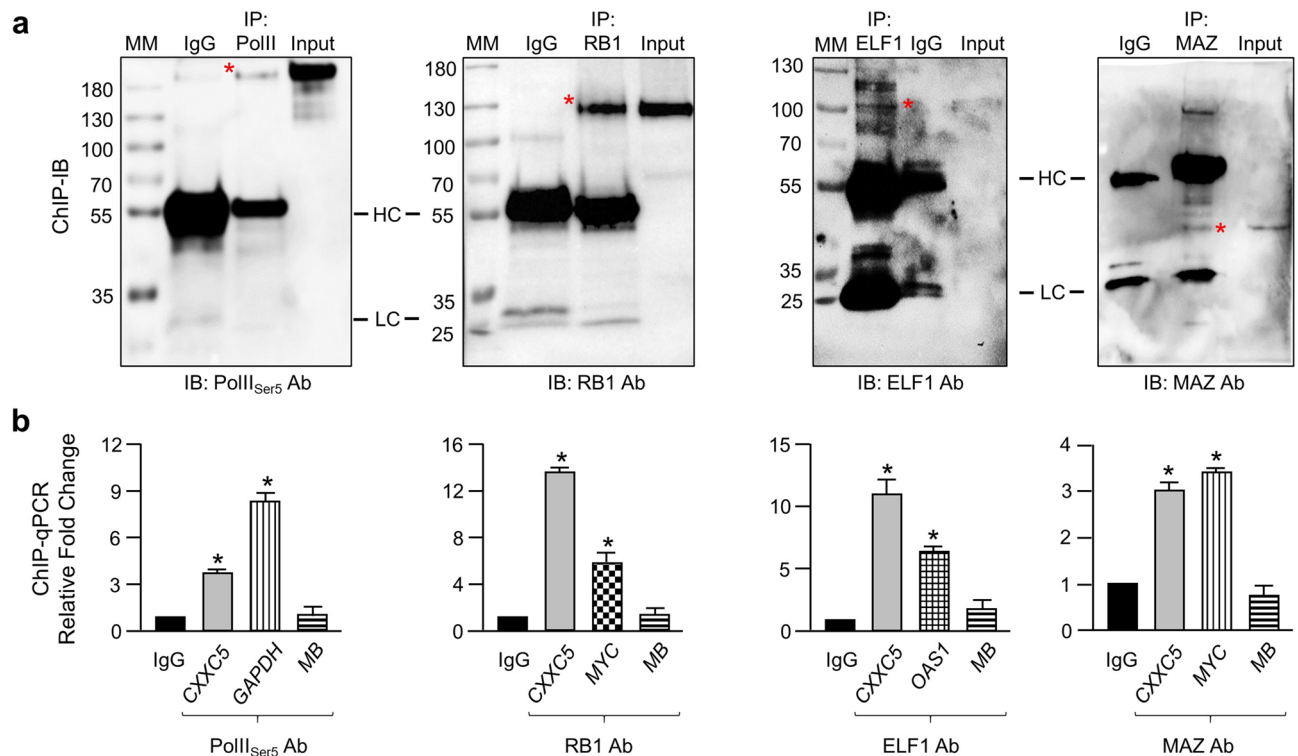 a
ChIP-IB
IP:
MM IgG PolII Input
180
130
100
70
55
35
IB: PolIISer5 Ab
*
HC
LC
IP:
MM IgG RB1 Input
180
130
100
70
55
35
25
*
IB: RB1 Ab
IP:
MM ELF1 IgG Input
130
100
70
55
35
25
*
IB: ELF1 Ab
HC
LC
IP:
IgG MAZ Input
*
IB: MAZ Ab
b
ChIP-qPCR
Relative Fold Change
12
9
6
3
0
* *
IgG CXXC5 GAPDH MB
PolIISer5 Ab
16
12
8
4
0
* *
IgG CXXC5 MYC MB
RB1 Ab
15
10
5
0
* *
IgG CXXC5 OAS1 MB
ELF1 Ab
4
3
2
1
0
* *
IgG CXXC5 MYC MB
MAZ Ab